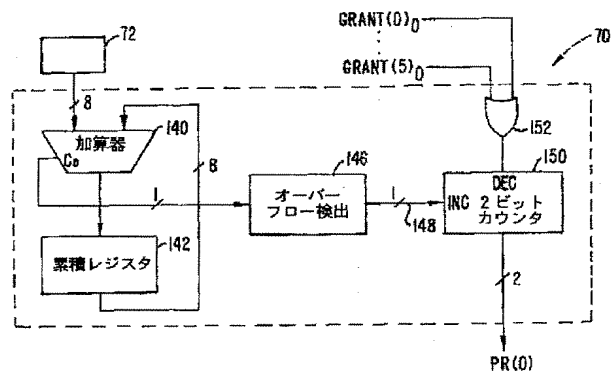 72
GRANT(0)0
⋮
GRANT(5)0
70
8
152
加算器
140
Co
8
146
150
1
オーバー
フロー検出
1
148
DEC
INC 2ビット
カウンタ
142
累積レジスタ
2
PR(0)